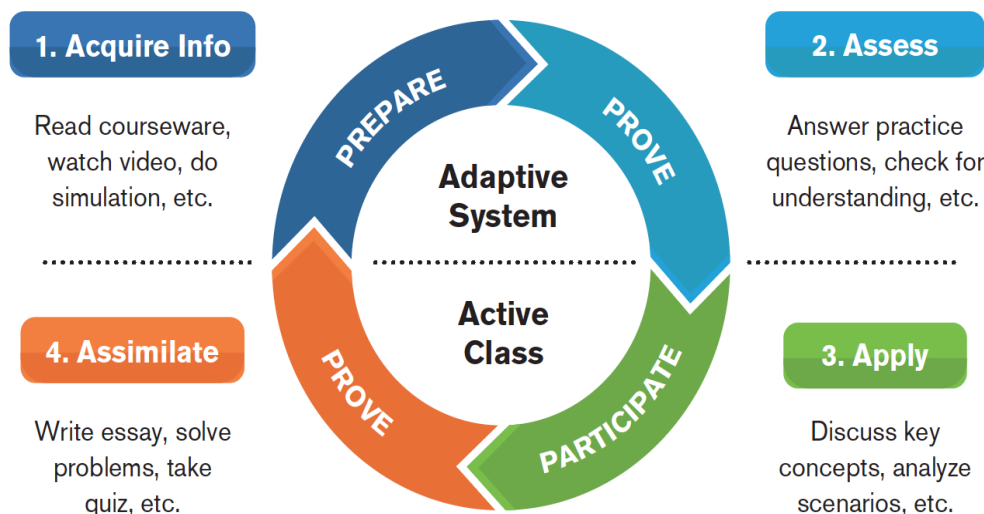 1. Acquire Info
Read courseware,
watch video, do
simulation, etc.
PREPARE
PROVE
2. Assess
Answer practice
questions, check for
understanding, etc.
Adaptive
System
Active
Class
4. Assimilate
Write essay, solve
problems, take
quiz, etc.
PROVE
PARTICIPATE
3. Apply
Discuss key
concepts, analyze
scenarios, etc.